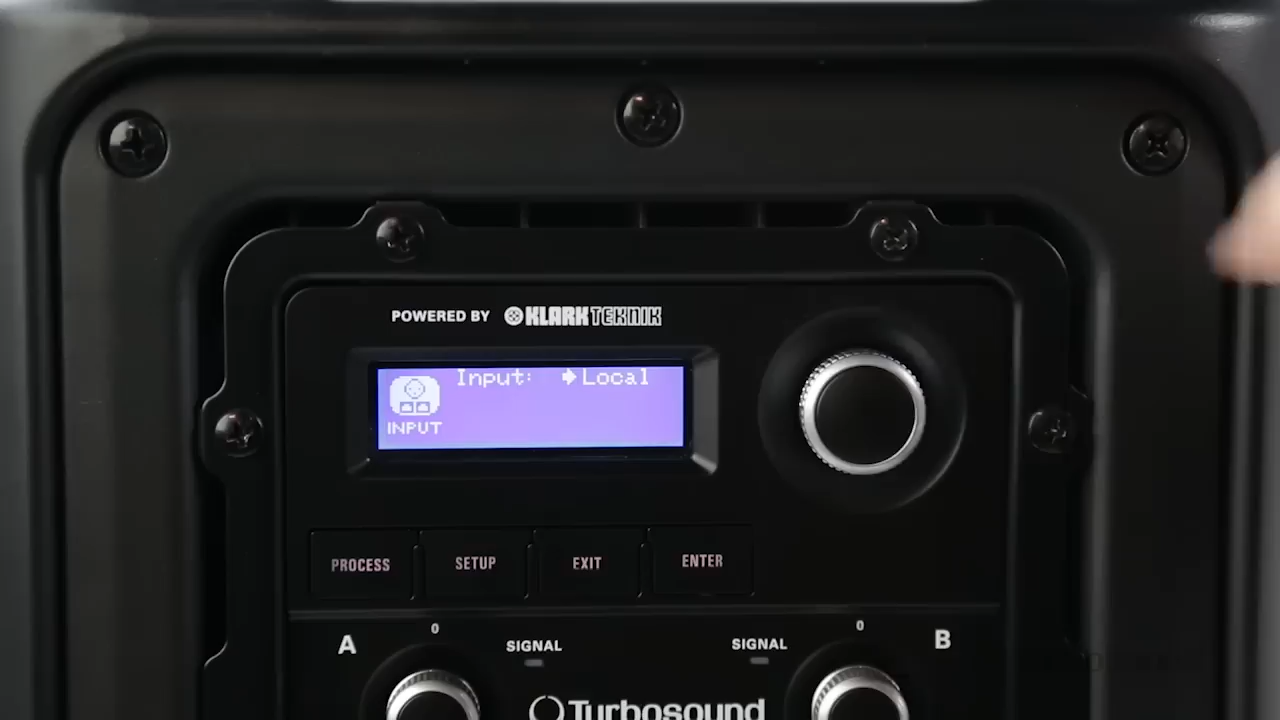 POWERED BY KLARK TEKNIK
Input: Local
INPUT
PROCESS SETUP EXIT ENTER
A 0 SIGNAL SIGNAL 0 B
Turbosound